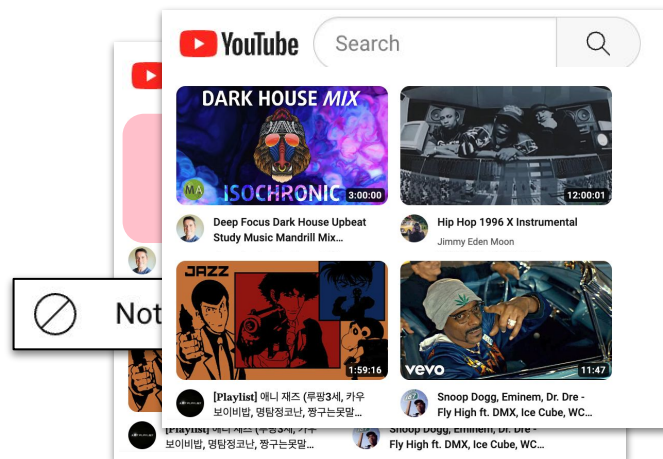 YouTube
Search
DARK HOUSE MIX
MA
ISOCHRONIC
3:00:00
12:00:01
Deep Focus Dark House Upbeat
Study Music Mandrill Mix...
Hip Hop 1996 X Instrumental
Jimmy Eden Moon
JAZZ
1:59:16
vevo
11:47
Not
[Playlist] 애니 재즈 (루팡3세, 카우
보이비밥, 명탐정코난, 짱구는못말...
Snoop Dogg, Eminem, Dr. Dre -
Fly High ft. DMX, Ice Cube, WC...
[Playlist] 애니 재즈 (루팡3세, 카우
보이비밥, 명탐정코난, 짱구는못말...
Snoop Dogg, Eminem, Dr. Dre -
Fly High ft. DMX, Ice Cube, WC...